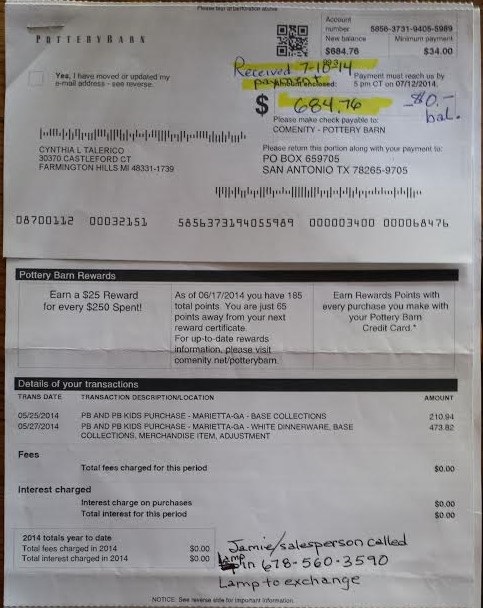 Please fold at perforation above.
POTTERY BARN
Account number 5856-3731-9405-5989
New balance Minimum payment
$684.76 $34.00
Yes, I have moved or updated my
e-mail address - see reverse.
Received 7-18-14
payment
Amount enclosed:
Payment must reach us by
5 pm CT on 07/12/2014.
$ 684.76
$0.-
bal.
Please make check payable to:
COMENITY - POTTERY BARN
CYNTHIA L TALERICO
30370 CASTLEFORD CT
FARMINGTON HILLS MI 48331-1739
Please return this portion along with your payment to:
PO BOX 659705
SAN ANTONIO TX 78265-9705
08700112 00032151 5856373194055989 000003400 000068476
Pottery Barn Rewards
Earn a $25 Reward
for every $250 Spent!
As of 06/17/2014 you have 185
total points. You are just 65
points away from your next
reward certificate.
For up-to-date rewards
information, please visit
comenity.net/potterybarn.
Earn Rewards Points with
every purchase you make with
your Pottery Barn
Credit Card.*
Details of your transactions
TRANS DATE TRANSACTION DESCRIPTION/LOCATION AMOUNT
05/25/2014 PB AND PB KIDS PURCHASE - MARIETTA-GA - BASE COLLECTIONS 210.94
05/27/2014 PB AND PB KIDS PURCHASE - MARIETTA-GA - WHITE DINNERWARE, BASE 473.82
COLLECTIONS, MERCHANDISE ITEM, ADJUSTMENT
Fees
Total fees charged for this period $0.00
Interest charged
Interest charge on purchases $0.00
Total interest for this period $0.00
2014 totals year to date
Total fees charged in 2014 $0.00
Total interest charged in 2014 $0.00
Jamie/salesperson called
Lamp in 678-560-3590
Lamp to exchange
NOTICE: See reverse side for important information.